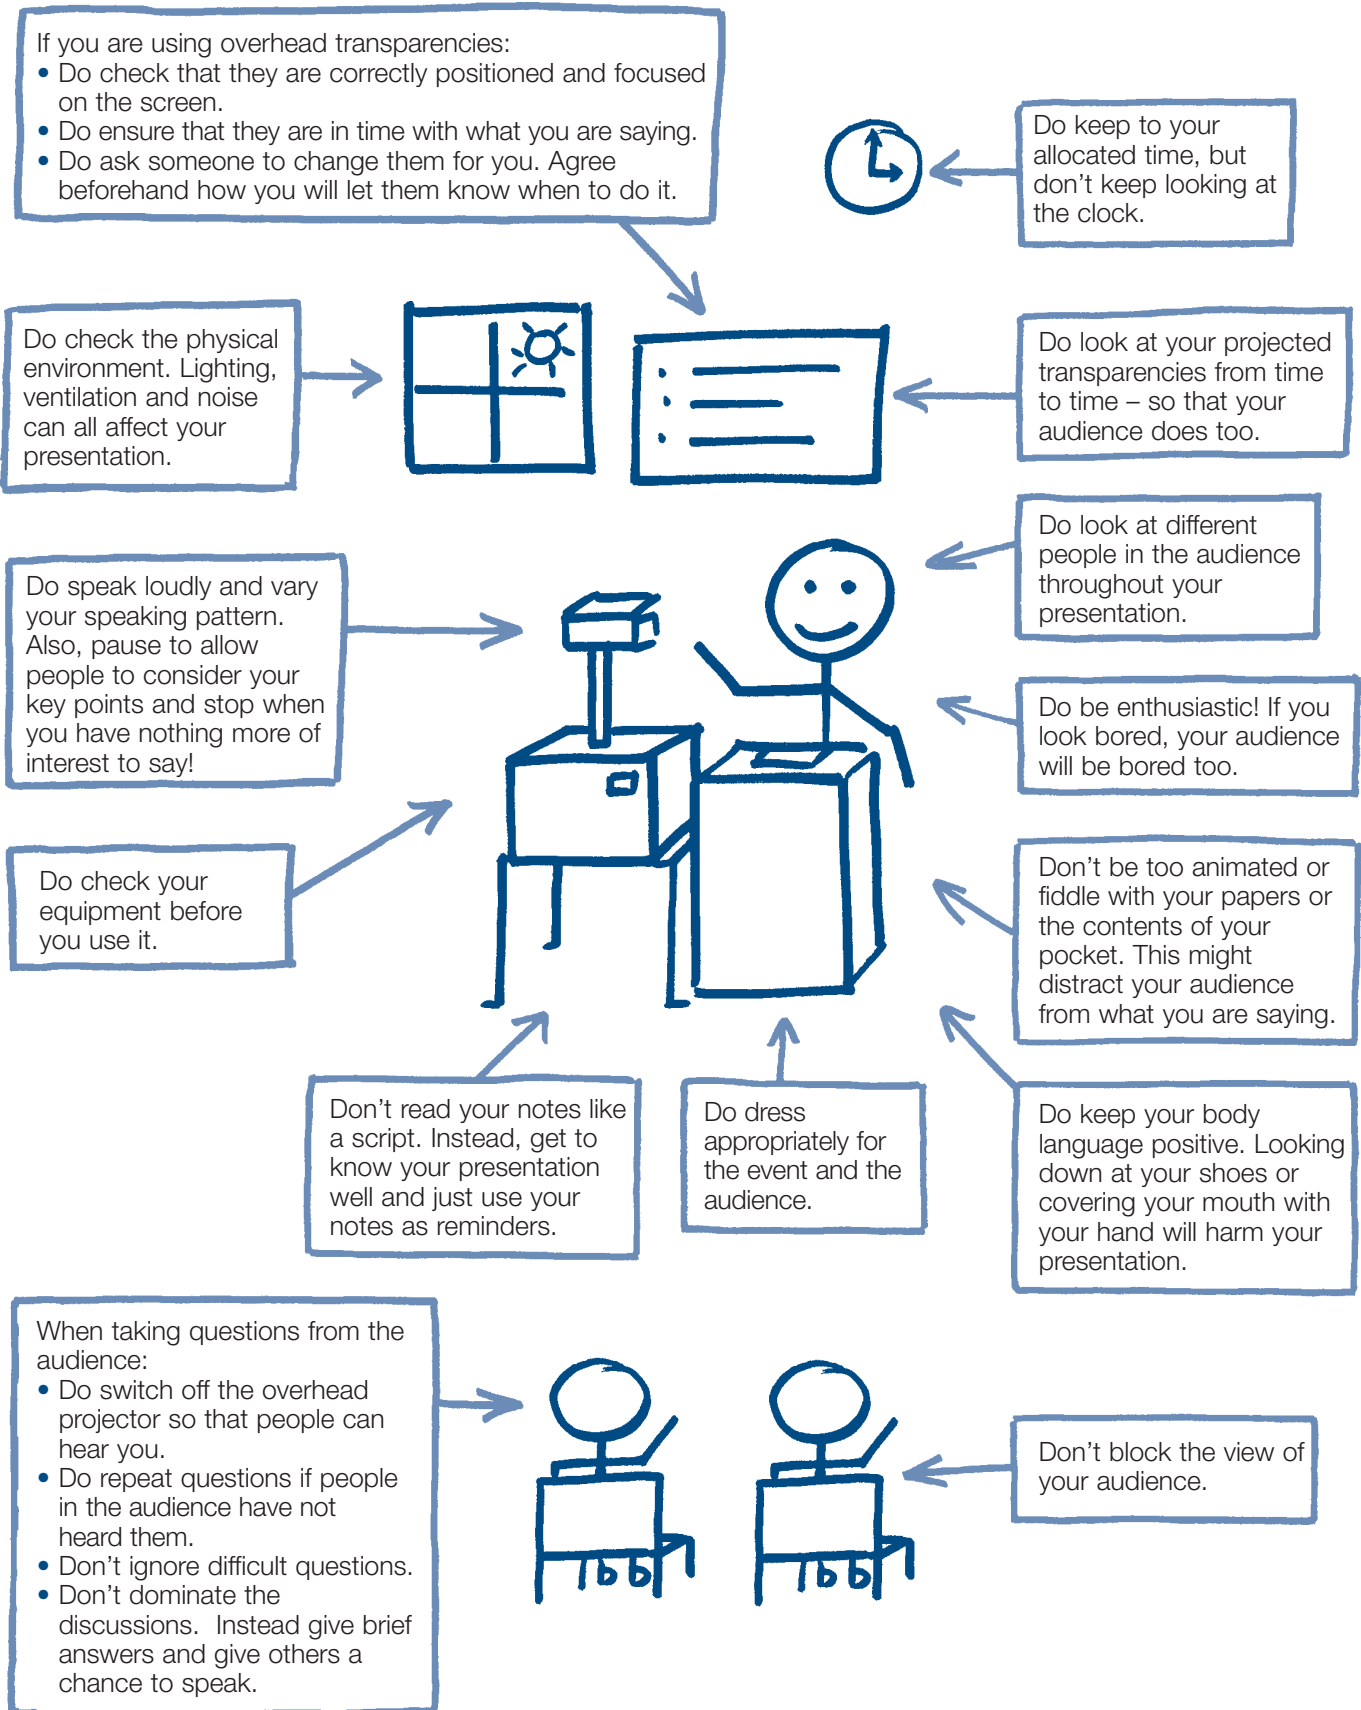 If you are using overhead transparencies:
• Do check that they are correctly positioned and focused
on the screen.
• Do ensure that they are in time with what you are saying.
• Do ask someone to change them for you. Agree
beforehand how you will let them know when to do it.
Do keep to your
allocated time, but
don’t keep looking at
the clock.
Do check the physical
environment. Lighting,
ventilation and noise
can all affect your
presentation.
Do look at your projected
transparencies from time
to time – so that your
audience does too.
Do look at different
people in the audience
throughout your
presentation.
Do speak loudly and vary
your speaking pattern.
Also, pause to allow
people to consider your
key points and stop when
you have nothing more of
interest to say!
Do be enthusiastic! If you
look bored, your audience
will be bored too.
Do check your
equipment before
you use it.
Don’t be too animated or
fiddle with your papers or
the contents of your
pocket. This might
distract your audience
from what you are saying.
Don’t read your notes like
a script. Instead, get to
know your presentation
well and just use your
notes as reminders.
Do dress
appropriately for
the event and the
audience.
Do keep your body
language positive. Looking
down at your shoes or
covering your mouth with
your hand will harm your
presentation.
When taking questions from the
audience:
• Do switch off the overhead
projector so that people can
hear you.
• Do repeat questions if people
in the audience have not
heard them.
• Don’t ignore difficult questions.
• Don’t dominate the
discussions.  Instead give brief
answers and give others a
chance to speak.
Don’t block the view of
your audience.